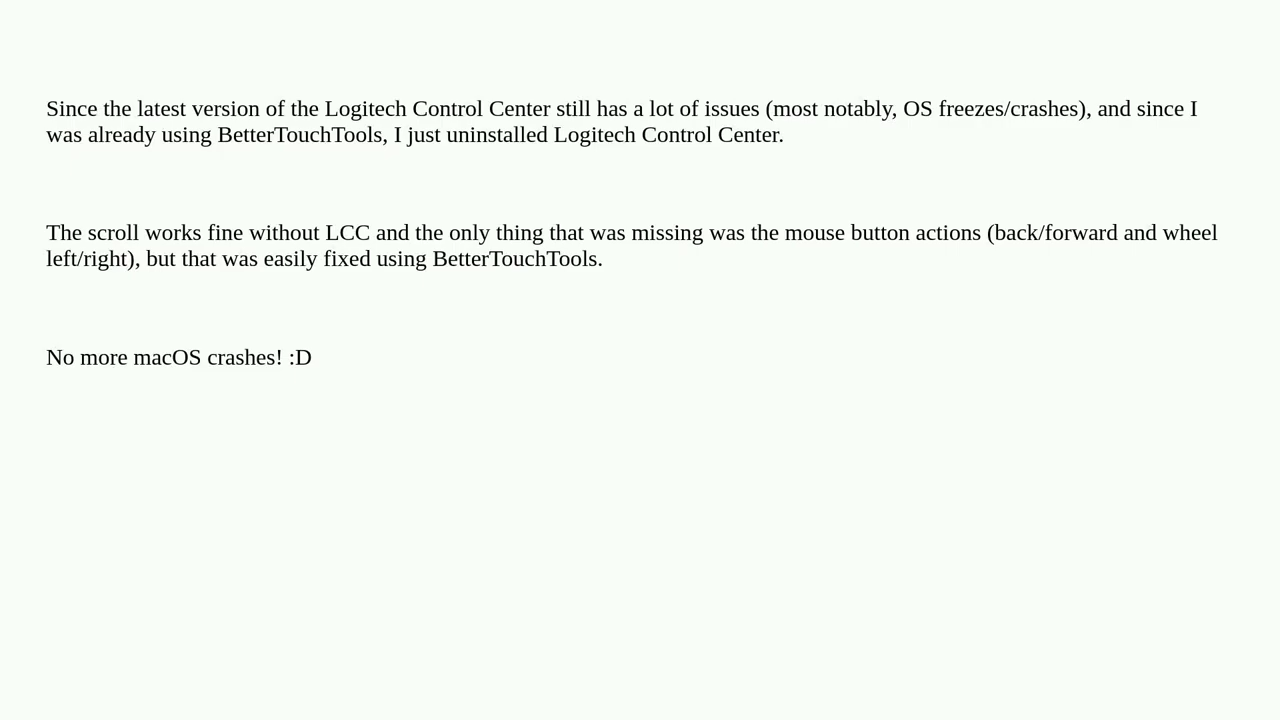 Since the latest version of the Logitech Control Center still has a lot of issues (most notably, OS freezes/crashes), and since I
was already using BetterTouchTools, I just uninstalled Logitech Control Center.
The scroll works fine without LCC and the only thing that was missing was the mouse button actions (back/forward and wheel
left/right), but that was easily fixed using BetterTouchTools.
No more macOS crashes! :D